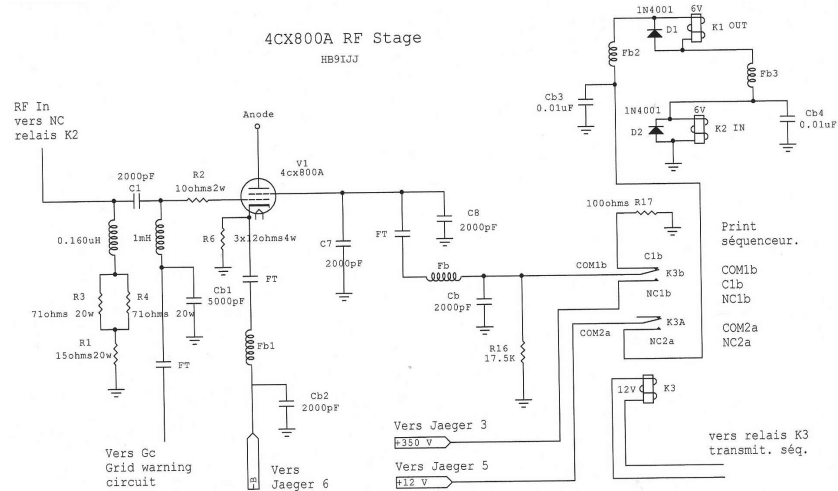 4CX800A RF Stage
HB9IJJ
1N4001
6V
D1
K1 OUT
Fb2
Fb3
Cb3
0.01uF
1N4001
6V
D2
K2 IN
Cb4
0.01uF
RF In
vers NC
relais K2
Anode
2000pF
C1
R2
10ohms2w
V1
4cx800A
0.160uH
1mH
R6
3x12ohms4w
FT
C8
2000pF
C7
2000pF
FT
Fb
Cb
2000pF
100ohms R17
C1b
COM1b
K3b
NC1b
K3A
COM2a
NC2a
Print
séquenceur.
COM1b
C1b
NC1b
COM2a
NC2a
R3
R4
71ohms 20w
71ohms 20w
Cb1
5000pF
R1
15ohms20w
FT
Fb1
Cb2
2000pF
R16
17.5K
12V
K3
Vers Jaeger 3
+350 V
Vers Jaeger 5
+12 V
vers relais K3
transmit. séq.
Vers Gc
Grid warning
circuit
-B
Vers
Jaeger 6